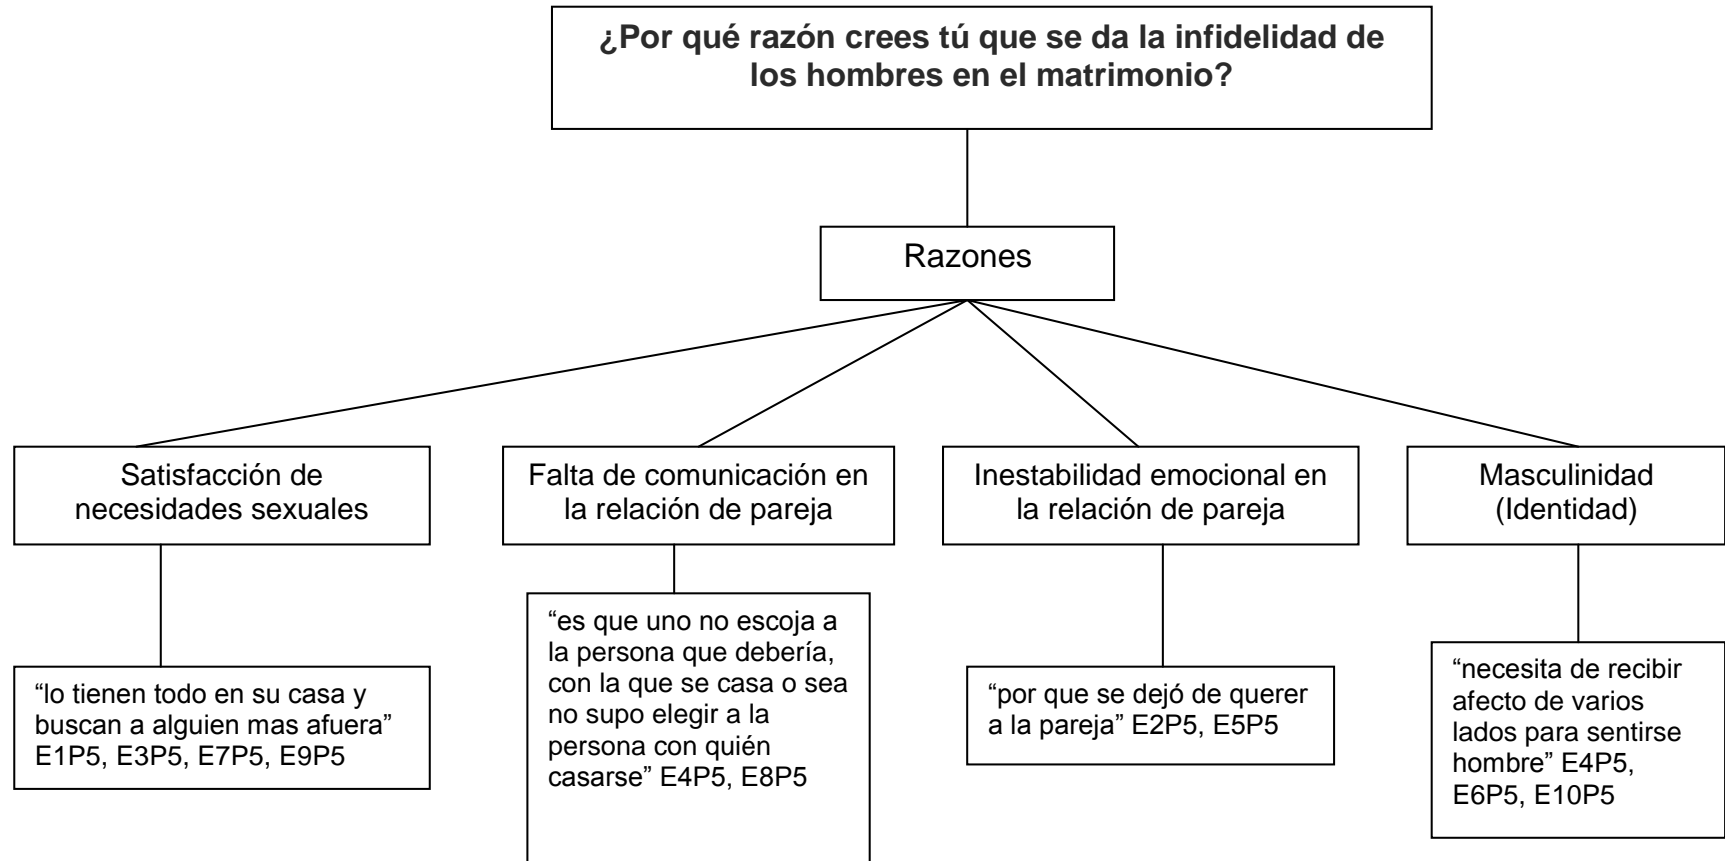 ¿Por qué razón crees tú que se da la infidelidad de
los hombres en el matrimonio?
Razones
Satisfacción de
necesidades sexuales
Falta de comunicación en
la relación de pareja
Inestabilidad emocional en
la relación de pareja
Masculinidad
(Identidad)
“lo tienen todo en su casa y
buscan a alguien mas afuera”
E1P5, E3P5, E7P5, E9P5
“es que uno no escoja a
la persona que debería,
con la que se casa o sea
no supo elegir a la
persona con quién
casarse” E4P5, E8P5
“por que se dejó de querer
a la pareja” E2P5, E5P5
“necesita de recibir
afecto de varios
lados para sentirse
hombre” E4P5,
E6P5, E10P5